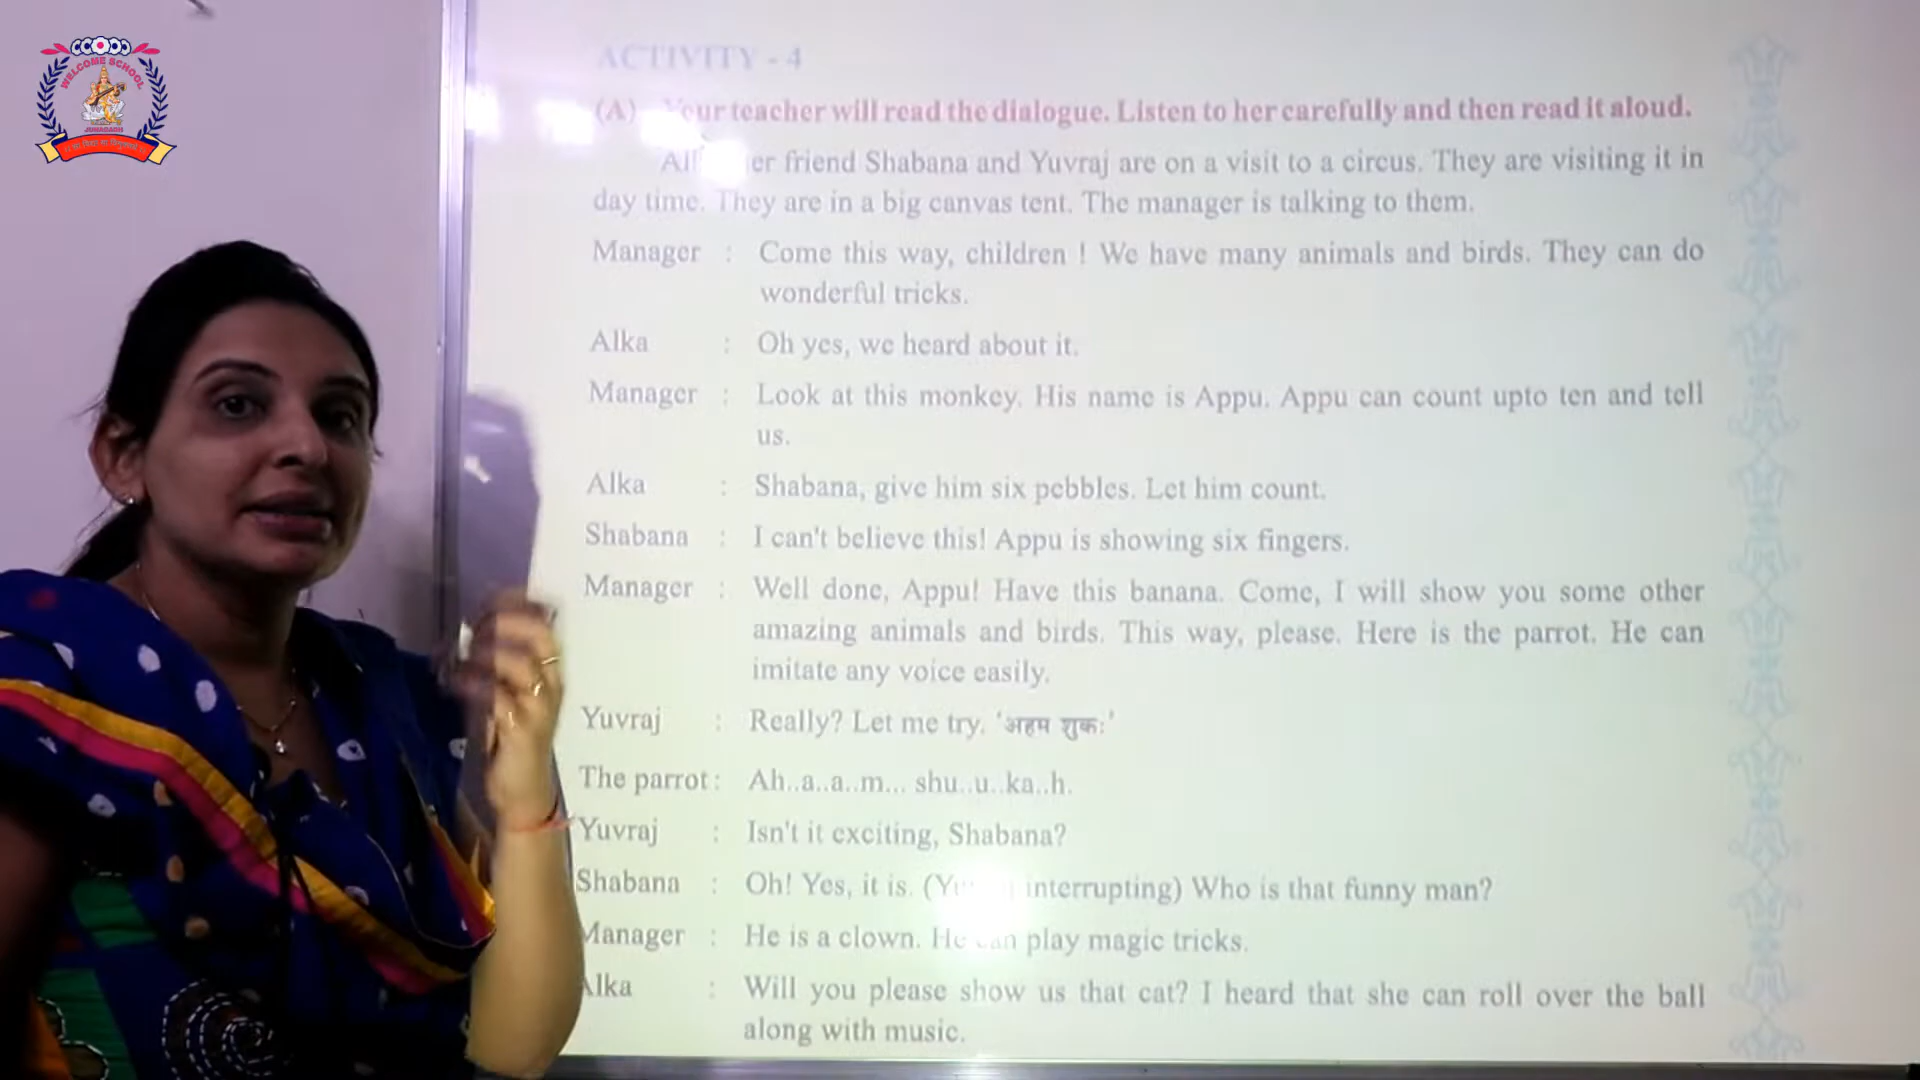 WELCOME SCHOOL
JUNAGADH
ACTIVITY - 4
(A) Your teacher will read the dialogue. Listen to her carefully and then read it aloud.
er friend Shabana and Yuvraj are on a visit to a circus. They are visiting it in
day time. They are in a big canvas tent. The manager is talking to them.
Manager : Come this way, children ! We have many animals and birds. They can do
wonderful tricks.
Alka : Oh yes, we heard about it.
Manager : Look at this monkey. His name is Appu. Appu can count upto ten and tell
us.
Alka : Shabana, give him six pebbles. Let him count.
Shabana : I can't believe this! Appu is showing six fingers.
Manager : Well done, Appu! Have this banana. Come, I will show you some other
amazing animals and birds. This way, please. Here is the parrot. He can
imitate any voice easily.
Yuvraj : Really? Let me try. 'अहम शुकः'
The parrot : Ah..a..a..m... shu..u..ka..h.
Yuvraj : Isn't it exciting, Shabana?
Shabana : Oh! Yes, it is. ( interrupting) Who is that funny man?
Manager : He is a clown. He can play magic tricks.
Alka : Will you please show us that cat? I heard that she can roll over the ball
along with music.